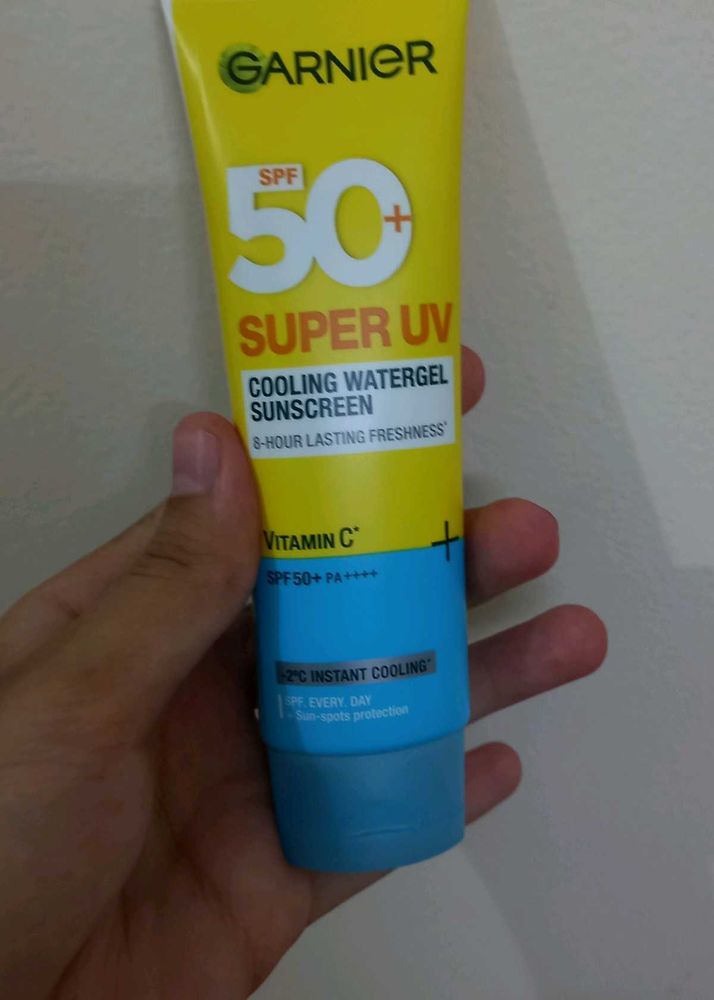 GARNIER
SPF
50+
SUPER UV
COOLING WATERGEL
SUNSCREEN
8-HOUR LASTING FRESHNESS*
VITAMIN C*
+
SPF50+ PA++++
-2°C INSTANT COOLING*
1 SPF. EVERY. DAY
- Sun-spots protection